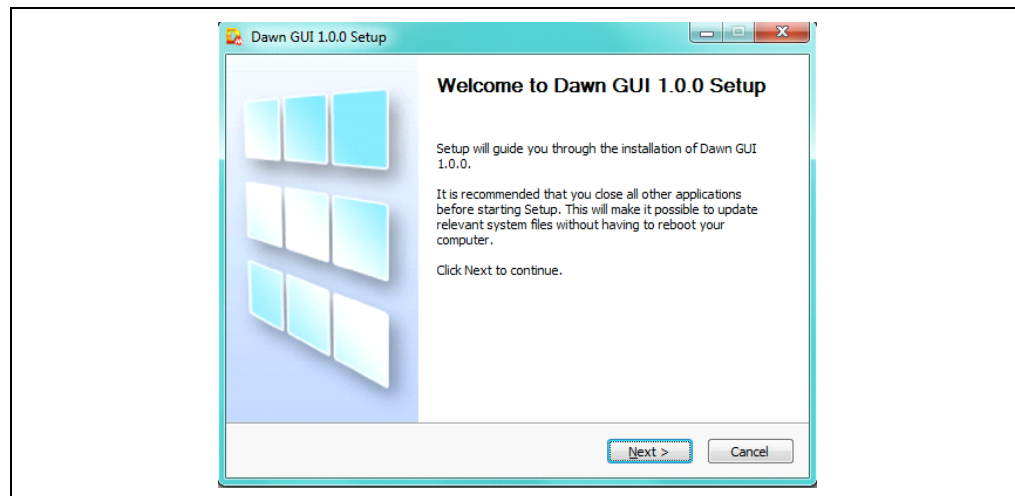 Dawn GUI 1.0.0 Setup
Welcome to Dawn GUI 1.0.0 Setup
Setup will guide you through the installation of Dawn GUI
1.0.0.
It is recommended that you close all other applications
before starting Setup. This will make it possible to update
relevant system files without having to reboot your
computer.
Click Next to continue.
Next >
Cancel